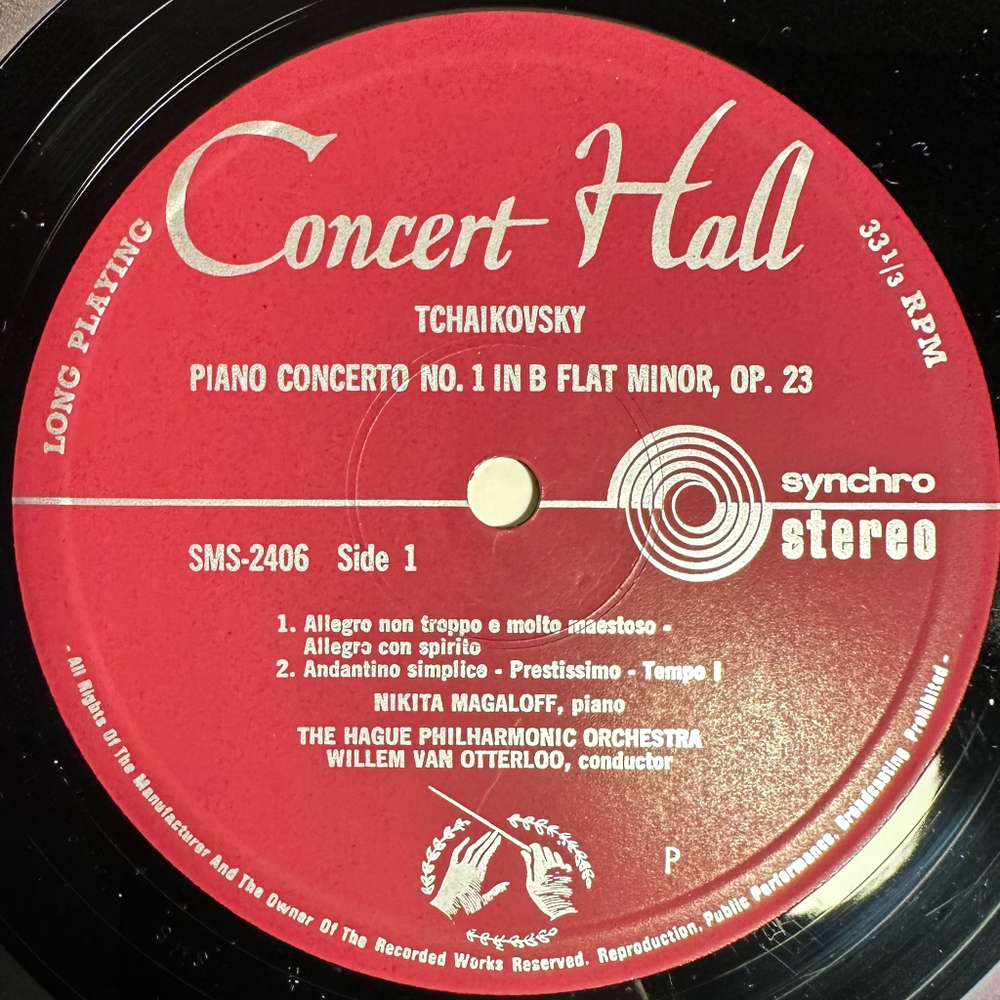 Concert Hall
LONG PLAYING
33 1/3 RPM
TCHAIKOVSKY
PIANO CONCERTO NO. 1 IN B FLAT MINOR, OP. 23
synchro
stereo
SMS-2406 Side 1
1. Allegro non troppo e molto maestoso -
Allegro con spirito
2. Andantino simplice - Prestissimo - Tempo I
NIKITA MAGALOFF, piano
THE HAGUE PHILHARMONIC ORCHESTRA
WILLEM VAN OTTERLOO, conductor
P
- All Rights Of The Manufacturer And The Owner Of The Recorded Works Reserved. Reproduction, Public Performance, Broadcasting Prohibited -